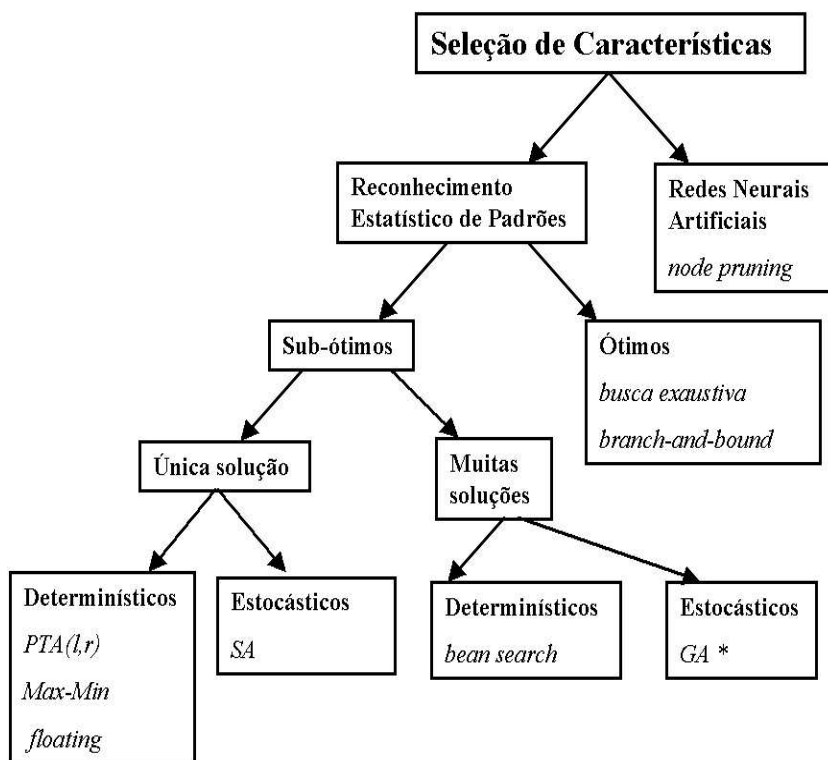 Seleção de Características
Reconhecimento
Estatístico de Padrões
Redes Neurais
Artificiais
node pruning
Sub-ótimos
Ótimos
busca exaustiva
branch-and-bound
Única solução
Muitas
soluções
Determinísticos
PTA(l,r)
Max-Min
floating
Estocásticos
SA
Determinísticos
bean search
Estocásticos
GA *